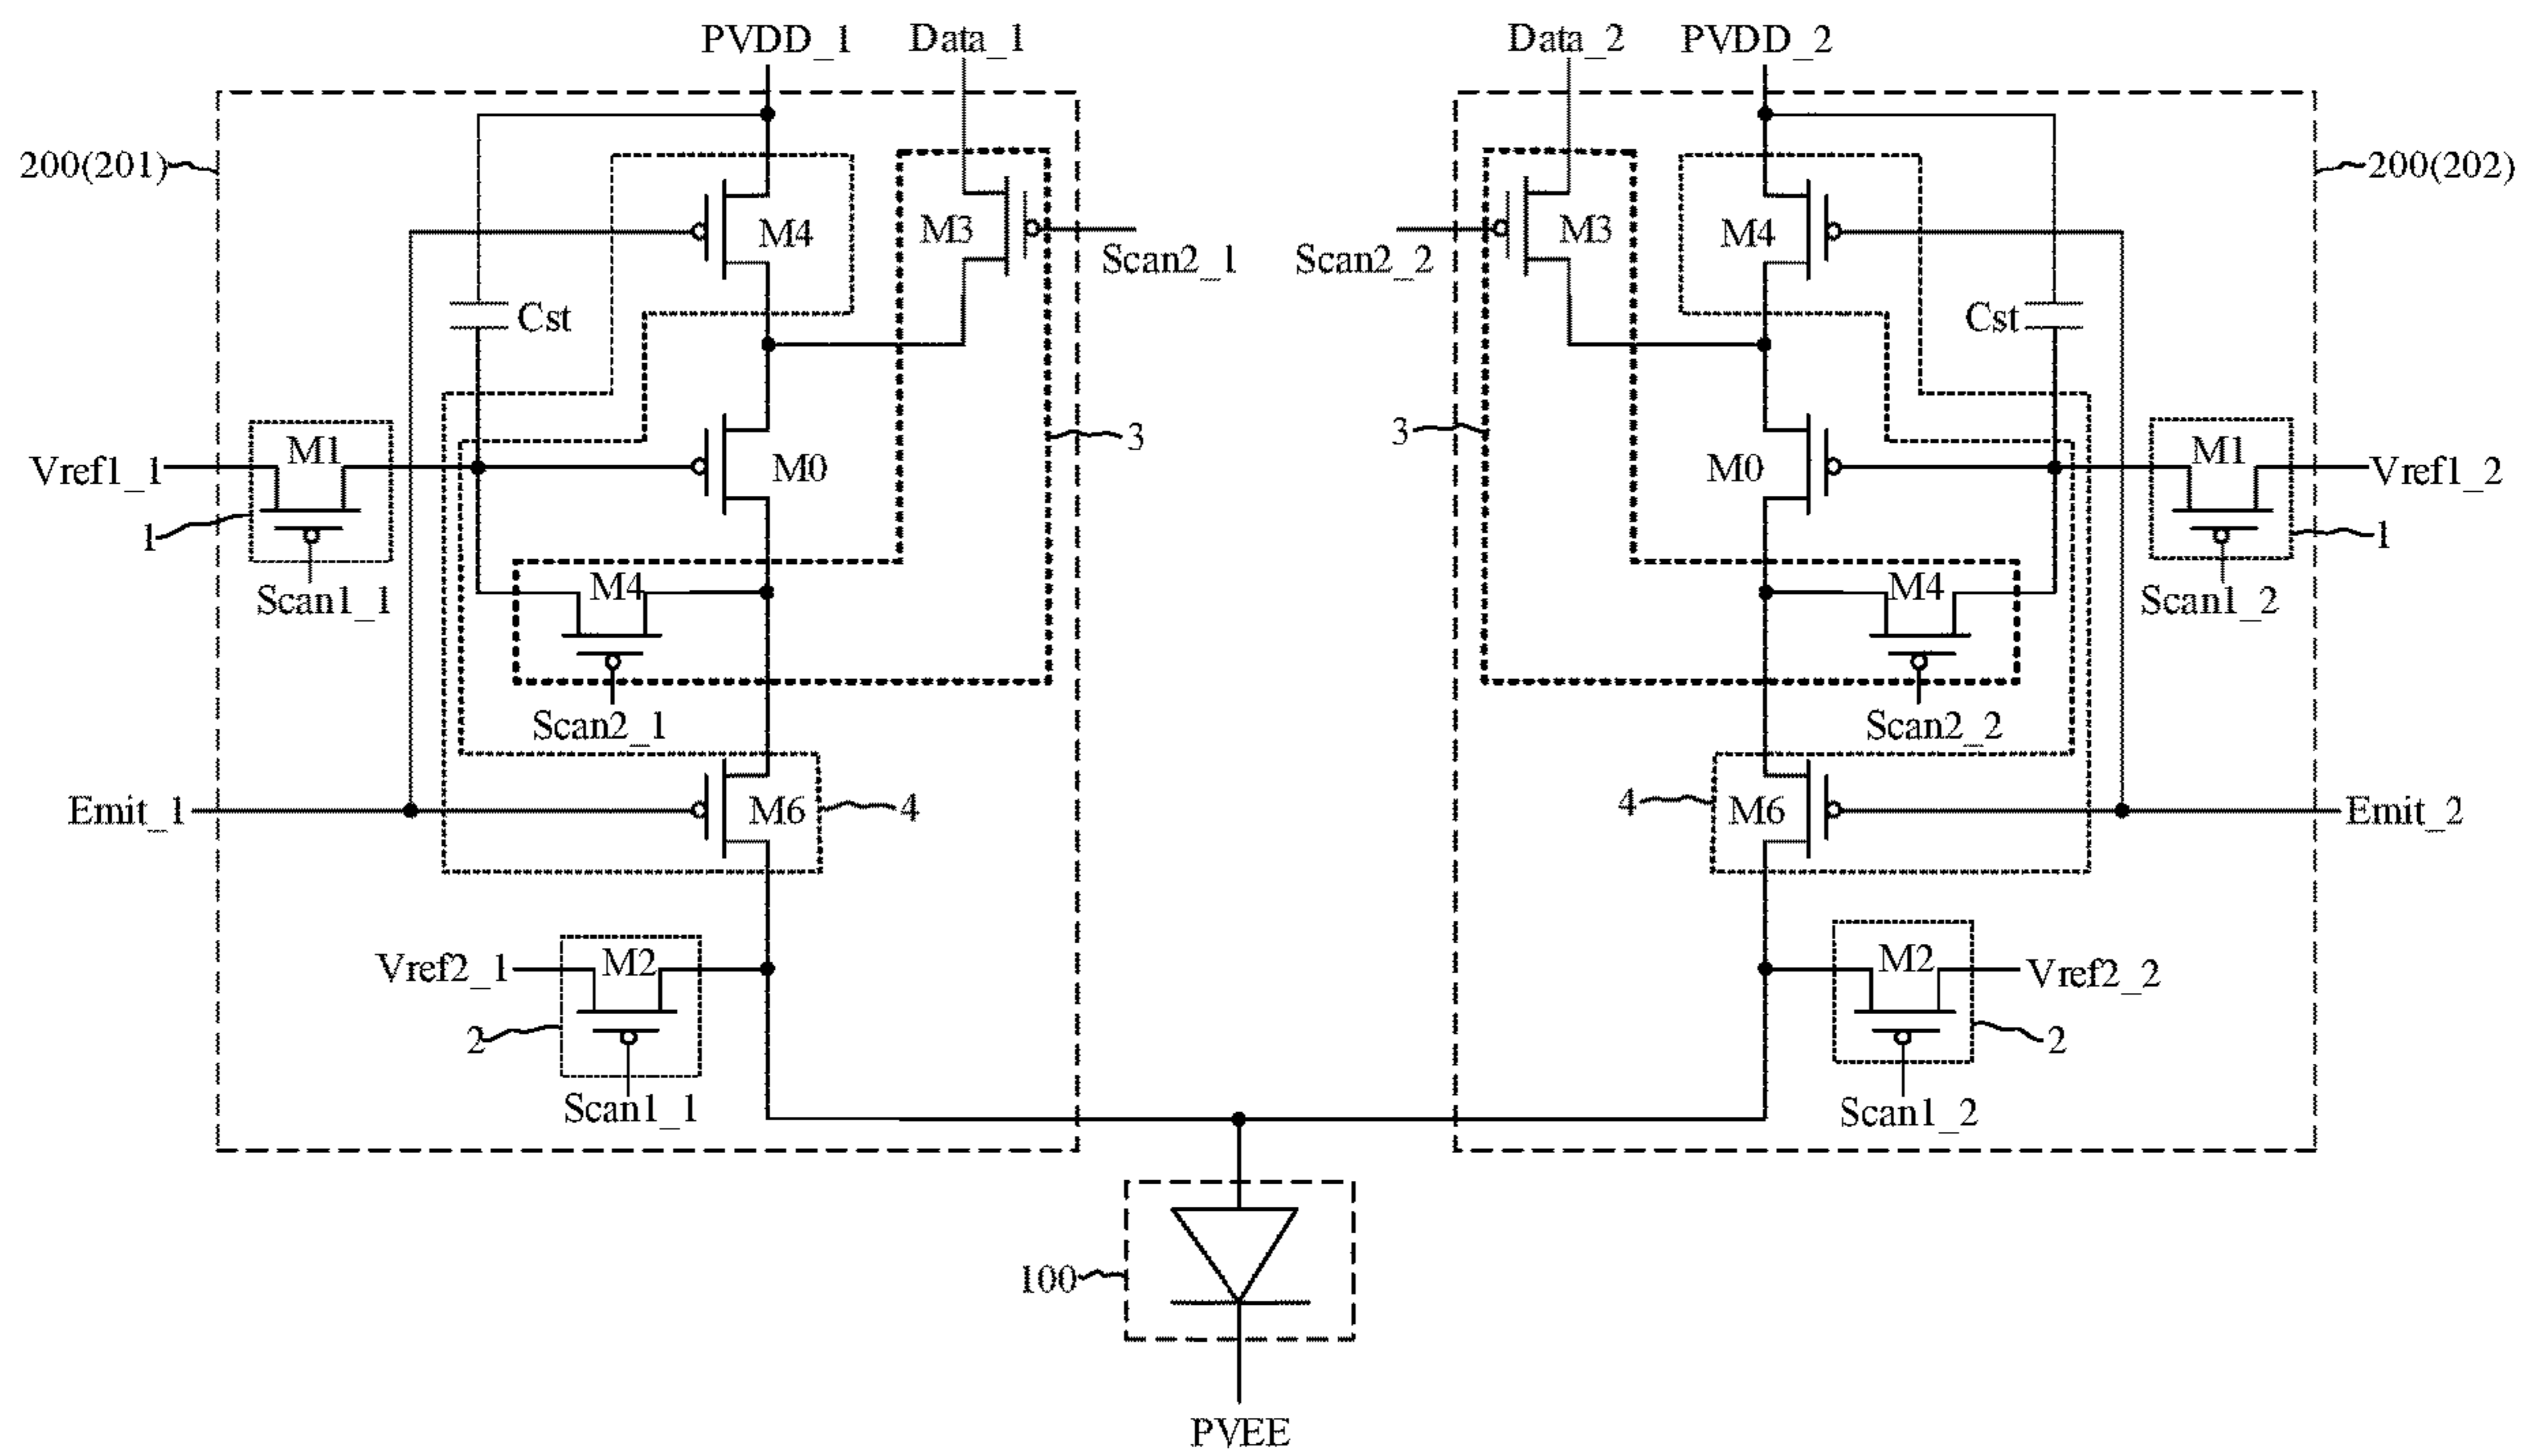 PVDD_1 Data_1 Data_2 PVDD_2
200(201) 200(202)
M4 M3 M3 M4
Scan2_1 Scan2_2
Cst Cst
3 3
Vref1_1 M1 M0 M0 M1 Vref1_2
1 1
M4 M4
Scan1_1 Scan1_2
Scan2_1 Scan2_2
Emit_1 M6 4 4 M6 Emit_2
Vref2_1 M2 M2 Vref2_2
2 2
Scan1_1 Scan1_2
100
PVEE